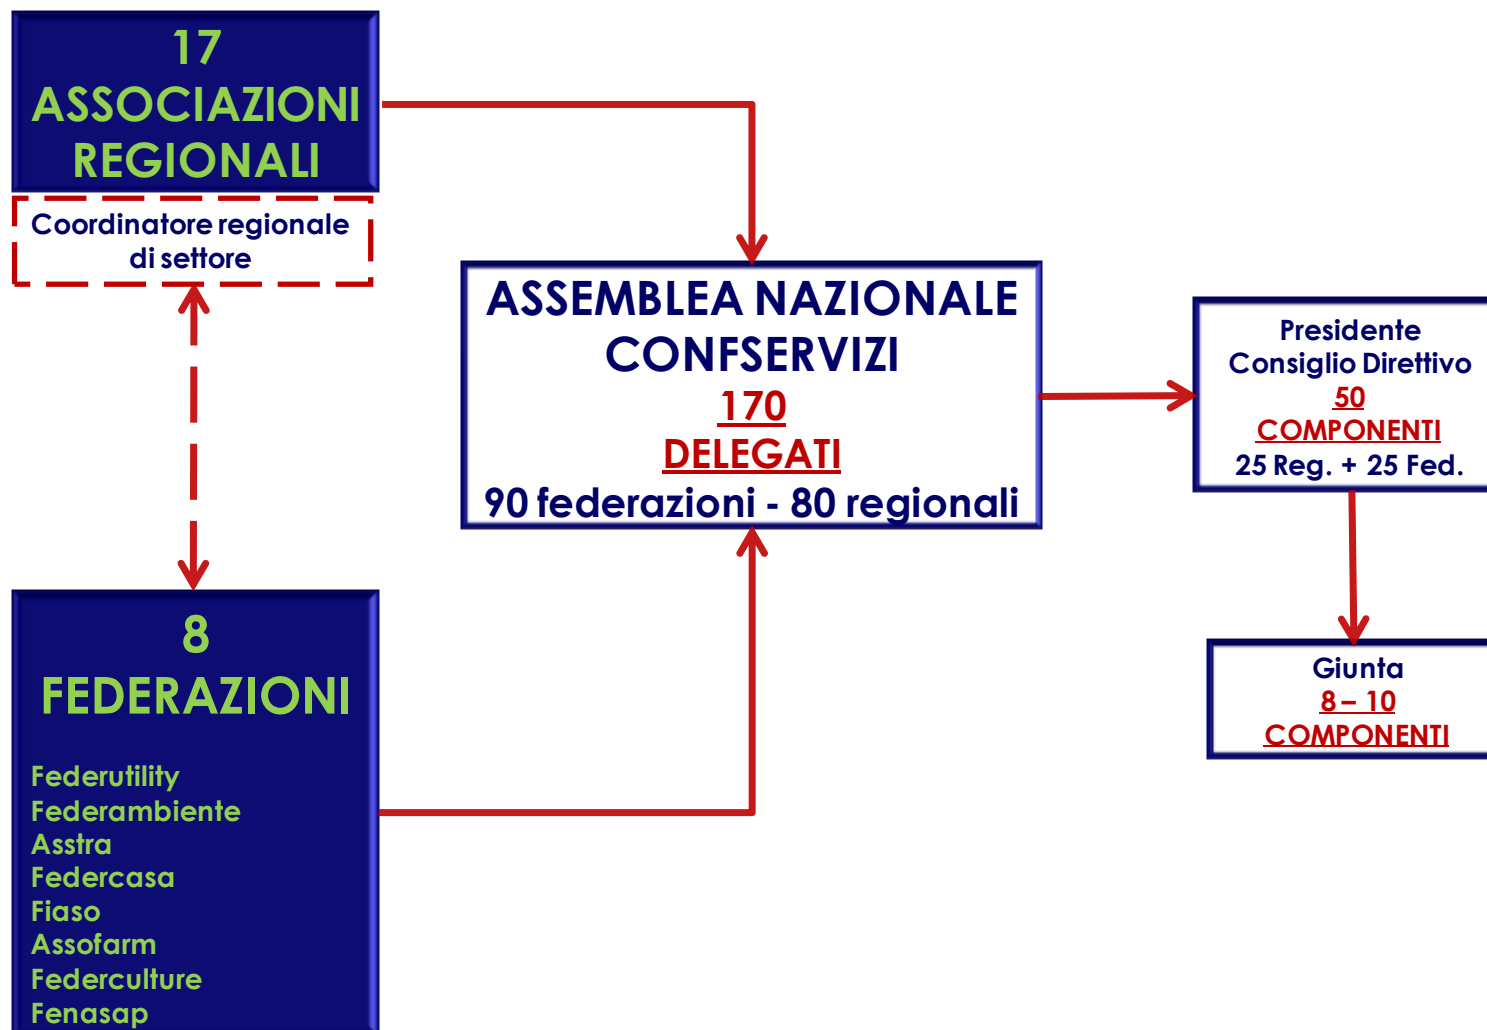 17
ASSOCIAZIONI
REGIONALI
Coordinatore regionale
di settore
8
FEDERAZIONI
Federutility
Federambiente
Asstra
Federcasa
Fiaso
Assofarm
Federculture
Fenasap
ASSEMBLEA NAZIONALE
CONFSERVIZI
170
DELEGATI
90 federazioni - 80 regionali
Presidente
Consiglio Direttivo
50
COMPONENTI
25 Reg. + 25 Fed.
Giunta
8 – 10
COMPONENTI